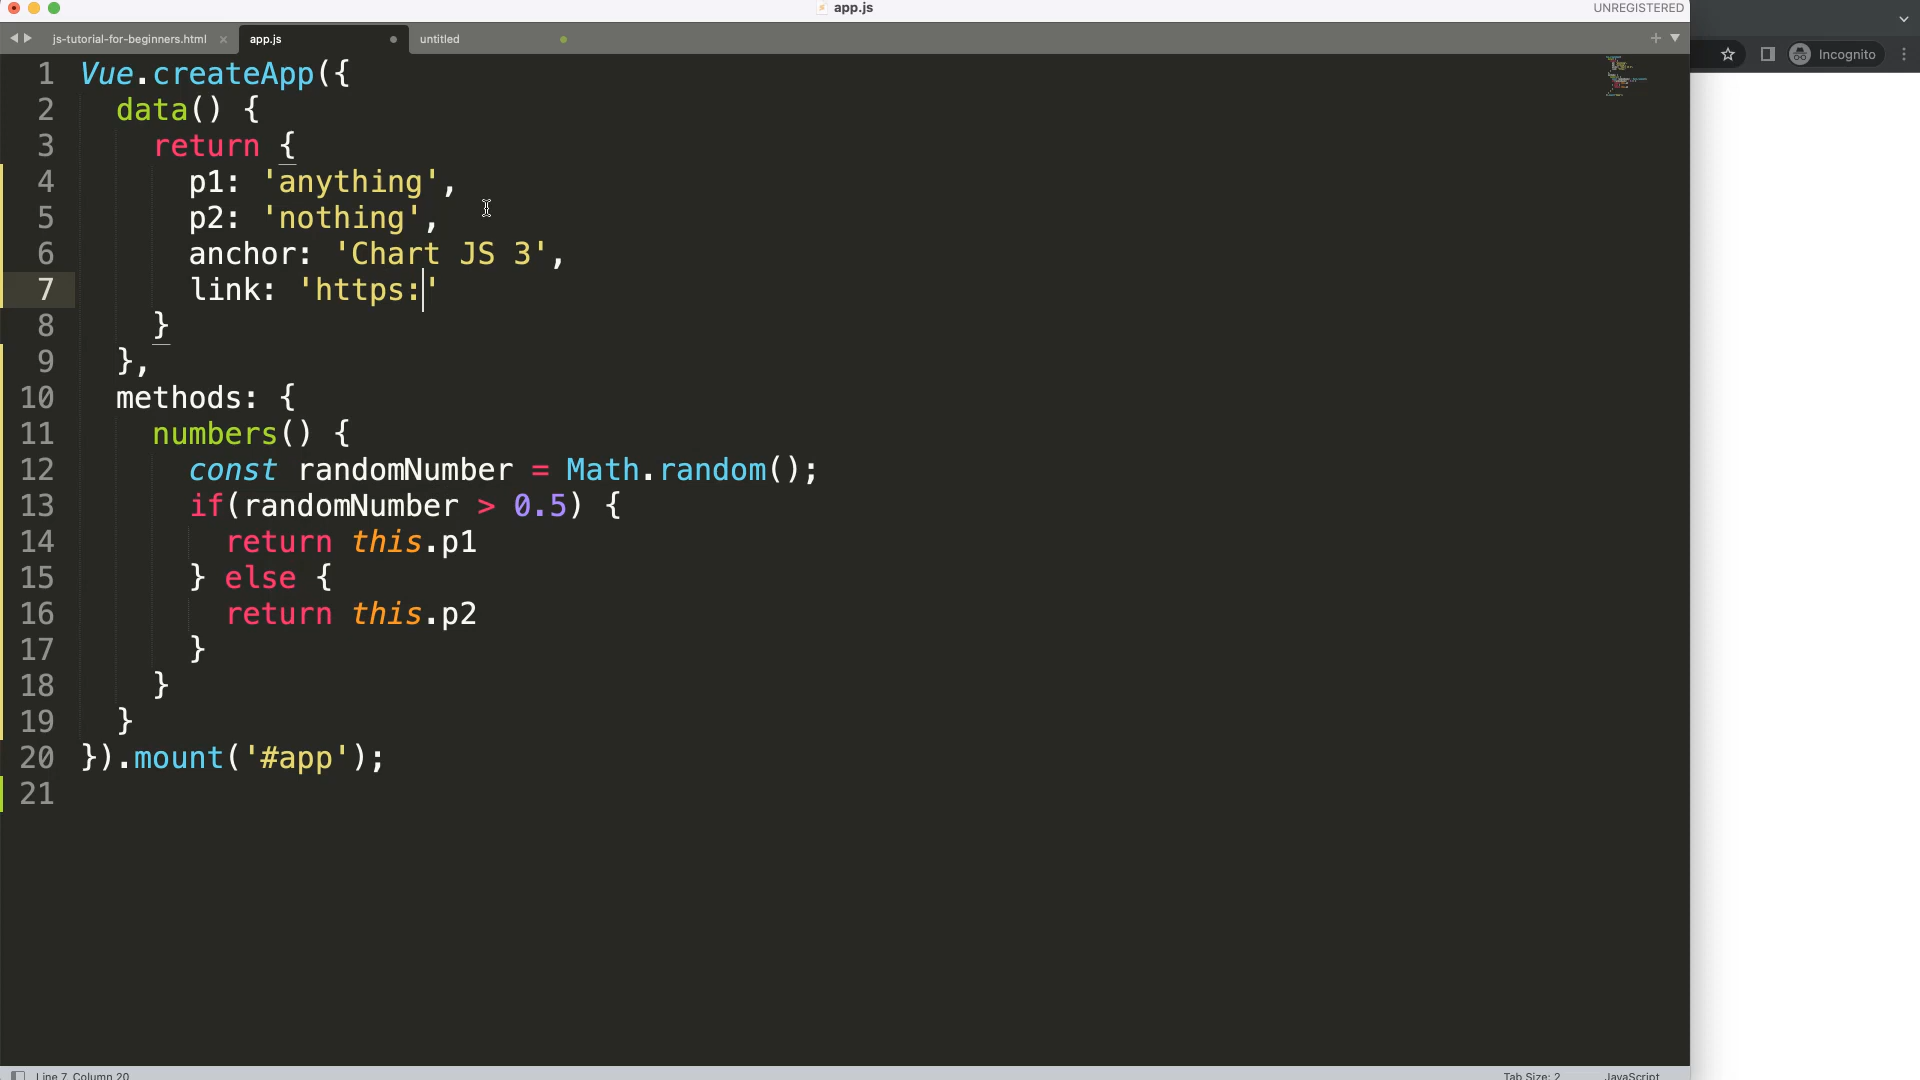 app.js
UNREGISTERED
js-tutorial-for-beginners.html
app.js
untitled
Incognito
1 Vue.createApp({
2 data() {
3 return {
4 p1: 'anything',
5 p2: 'nothing',
6 anchor: 'Chart JS 3',
7 link: 'https:'
8 }
9 },
10 methods: {
11 numbers() {
12 const randomNumber = Math.random();
13 if(randomNumber > 0.5) {
14 return this.p1
15 } else {
16 return this.p2
17 }
18 }
19 }
20 }).mount('#app');
21
Line 7, Column 20
Tab Size: 2
JavaScript